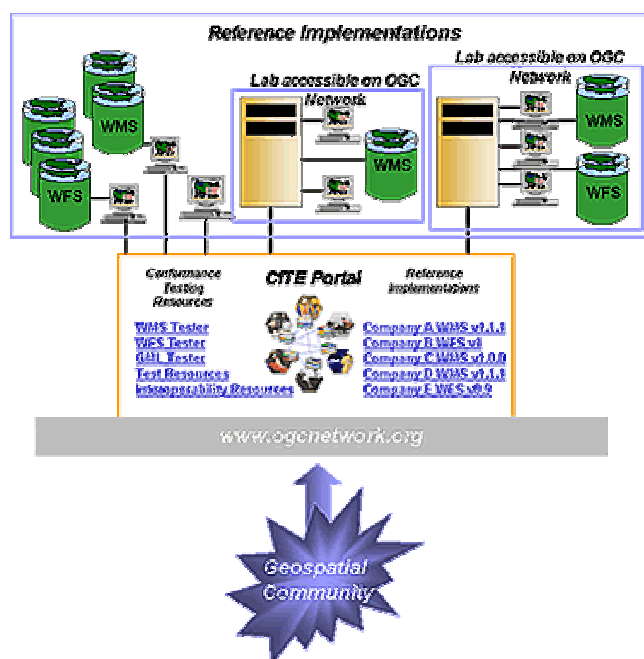 Reference Implementations
Lab accessible on OGC
Network
Lab accessible on OGC
Network
WMS
WMS
WMS
WFS
WFS
Conformance
Testing
Resources
CITE Portal
Reference
Implementations
WMS Tester
WFS Tester
GML Tester
Test Resources
Interoperability Resources
Company A WMS v1.1.1
Company B WFS v1
Company C WMS v1.0.0
Company D WMS v1.1.1
Company E WFS v0.9
www.ogcnetwork.org
Geospatial
Community